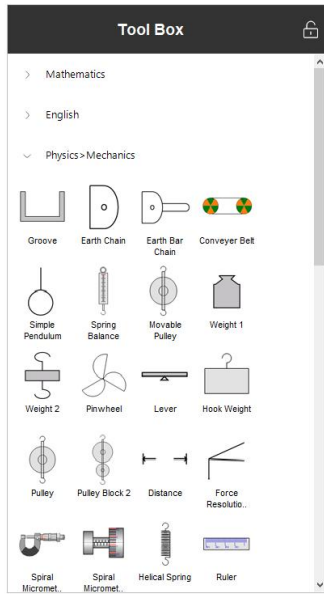 Tool Box
Mathematics
English
Physics>Mechanics
Groove
Earth Chain
Earth Bar
Chain
Conveyer Belt
Simple
Pendulum
Spring
Balance
Movable
Pulley
Weight 1
Weight 2
Pinwheel
Lever
Hook Weight
Pulley
Pulley Block 2
Distance
Force
Resolutio..
Spiral
Micromet..
Spiral
Micromet..
Helical Spring
Ruler